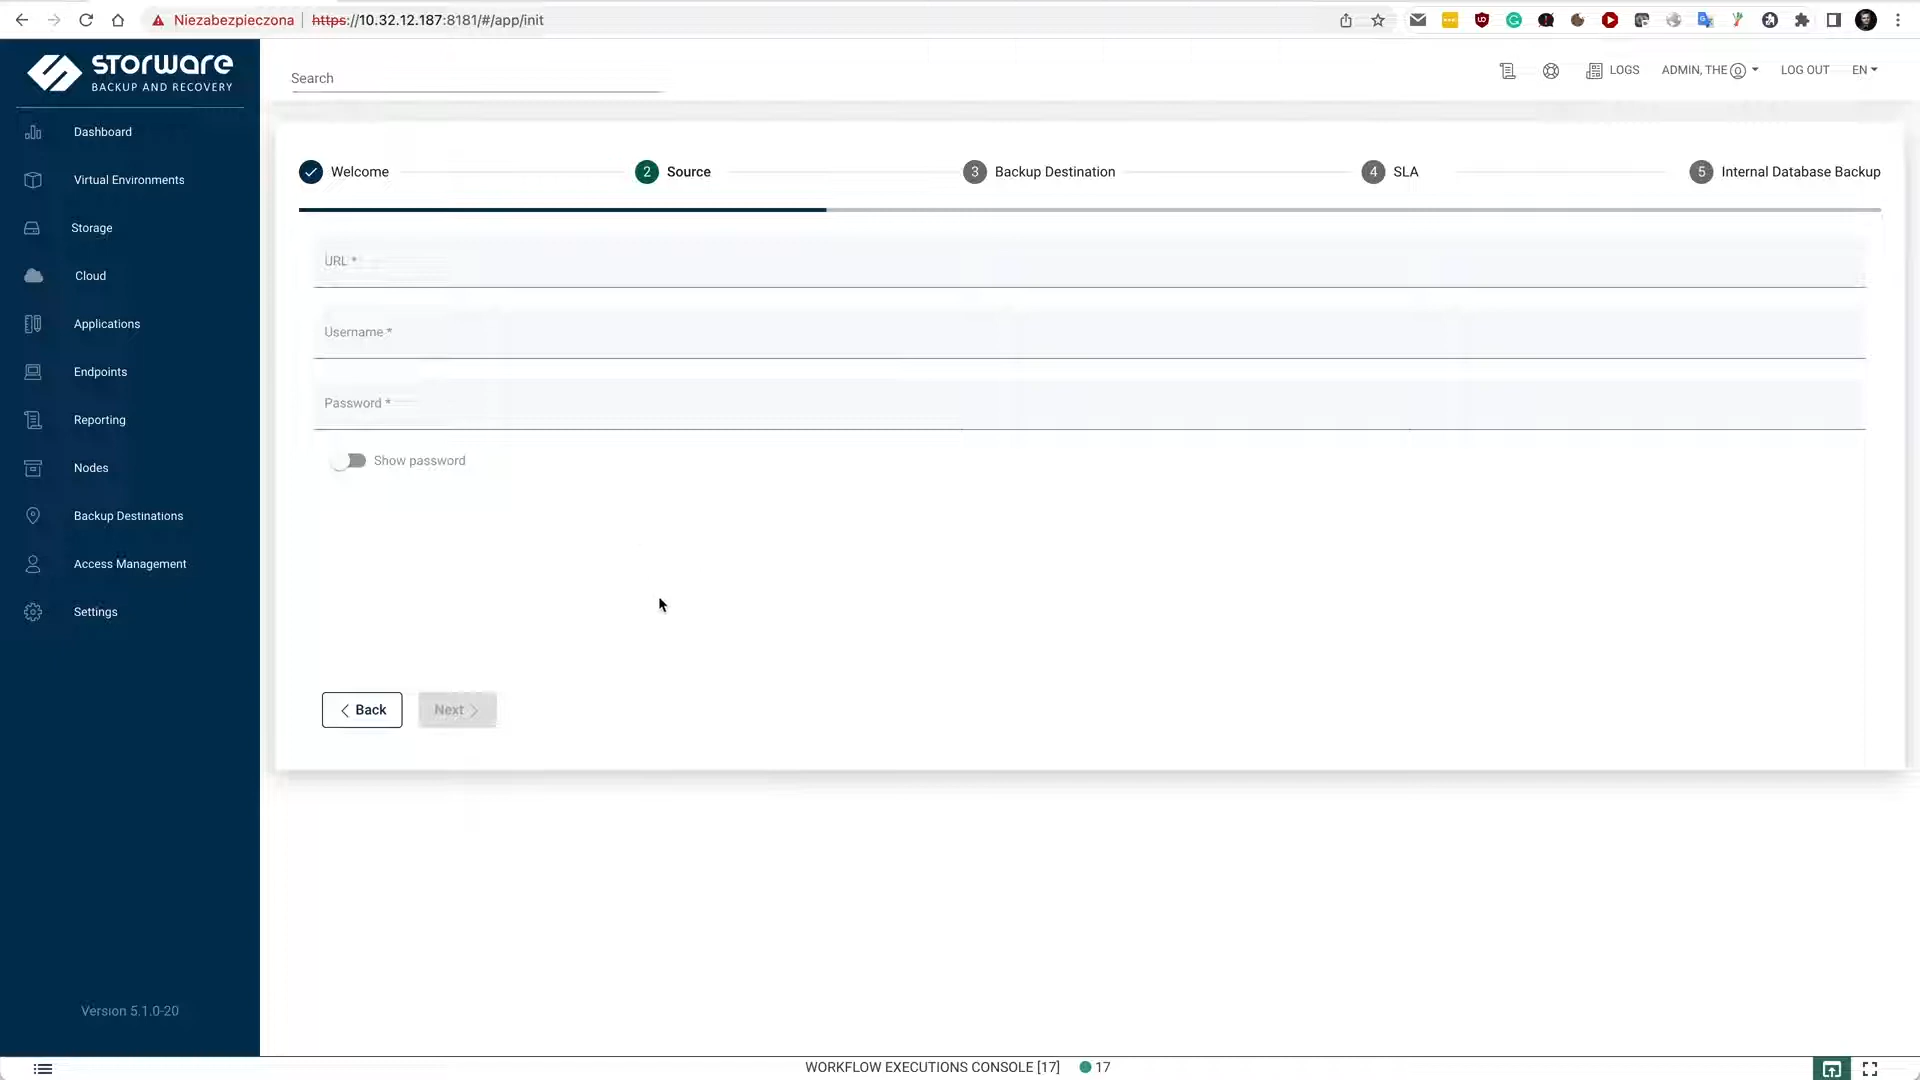 Niezabezpieczona https://10.32.12.187:8181/#/app/init
STORWARE
BACKUP AND RECOVERY
Search
LOGS
ADMIN, THE
LOG OUT
EN
Dashboard
Virtual Environments
Storage
Cloud
Applications
Endpoints
Reporting
Nodes
Backup Destinations
Access Management
Settings
Version 5.1.0-20
Welcome
2 Source
3 Backup Destination
4 SLA
5 Internal Database Backup
URL *
Username *
Password *
Show password
Back
Next
WORKFLOW EXECUTIONS CONSOLE [17] 17